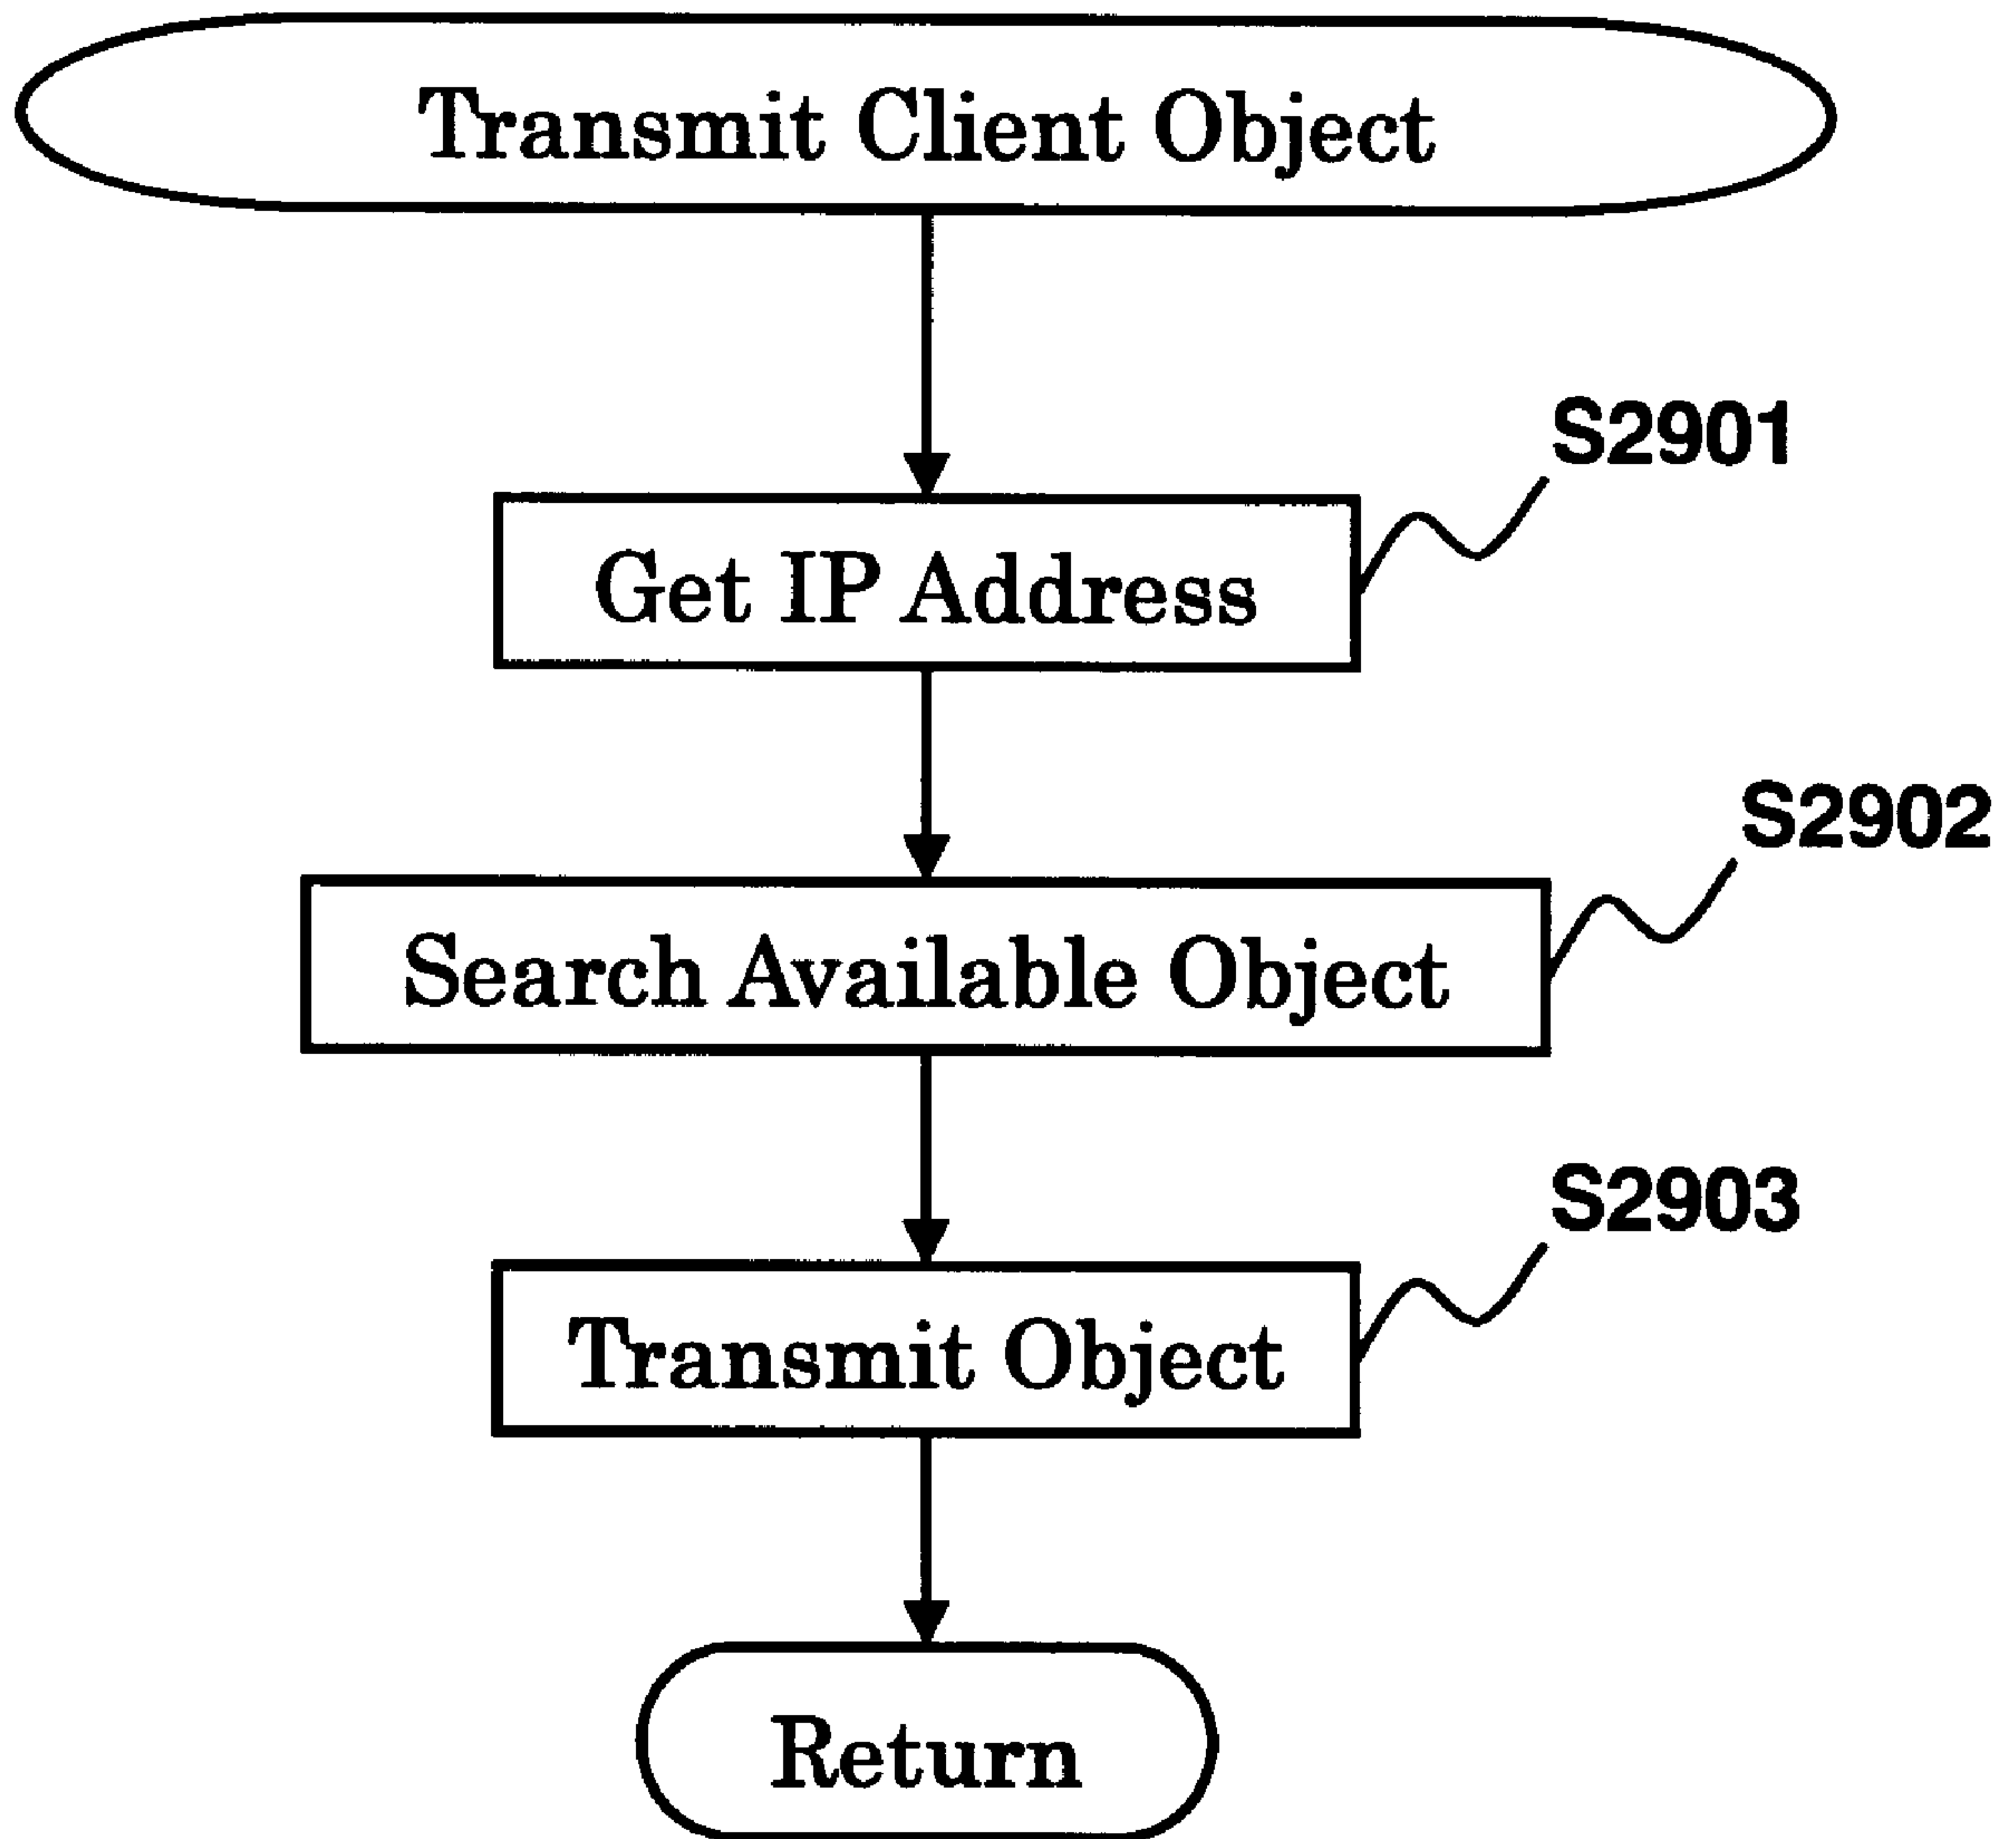 Transmit Client Object
S2901
Get IP Address
S2902
Search Available Object
S2903
Transmit Object
Return